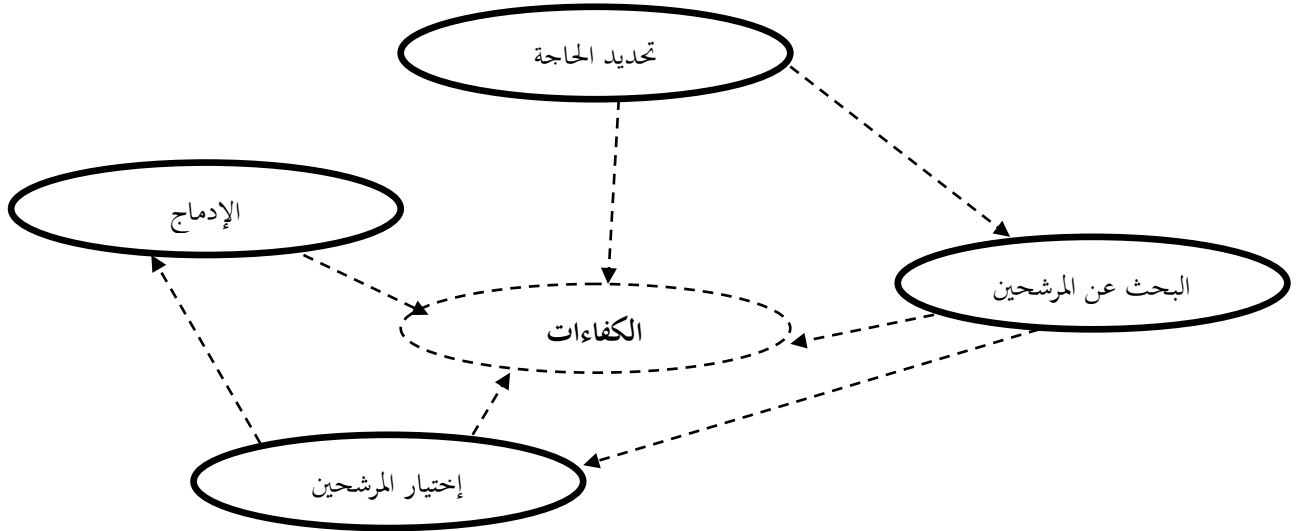 تحديد الحاجة
الإدماج
البحث عن المرشحين
الكفاءات
إختيار المرشحين